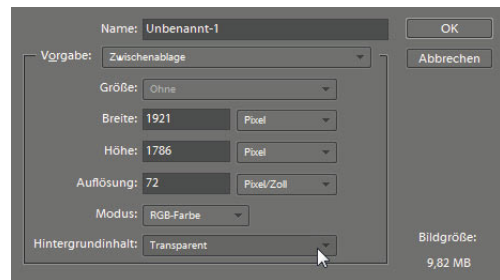 Name: Unbenannt-1 OK
Vorgabe: Zwischenablage Abbrechen
Größe: Ohne
Breite: 1921 Pixel
Höhe: 1786 Pixel
Auflösung: 72 Pixel/Zoll
Modus: RGB-Farbe
Hintergrundinhalt: Transparent
Bildgröße:
9,82 MB